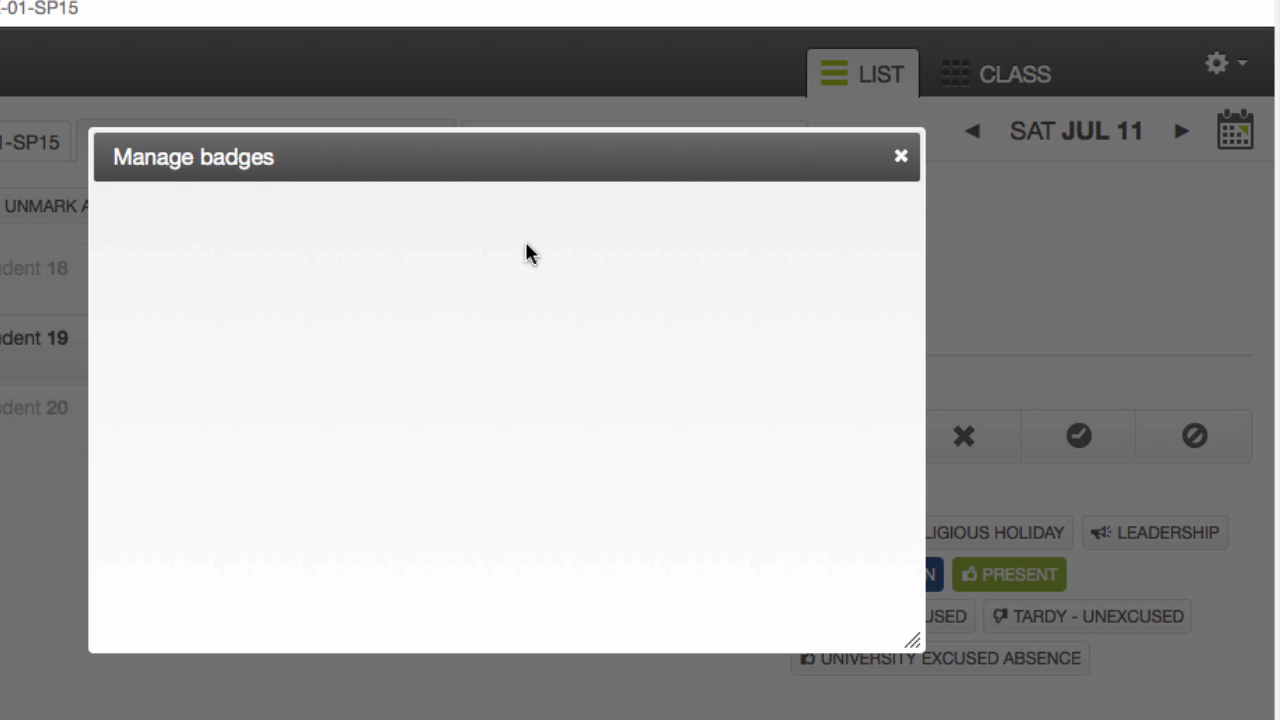 -01-SP15
LIST
CLASS
SAT JUL 11
-SP15
Manage badges
UNMARK A
dent 18
dent 19
dent 20
LIGIOUS HOLIDAY
LEADERSHIP
N
PRESENT
USED
TARDY - UNEXCUSED
UNIVERSITY EXCUSED ABSENCE